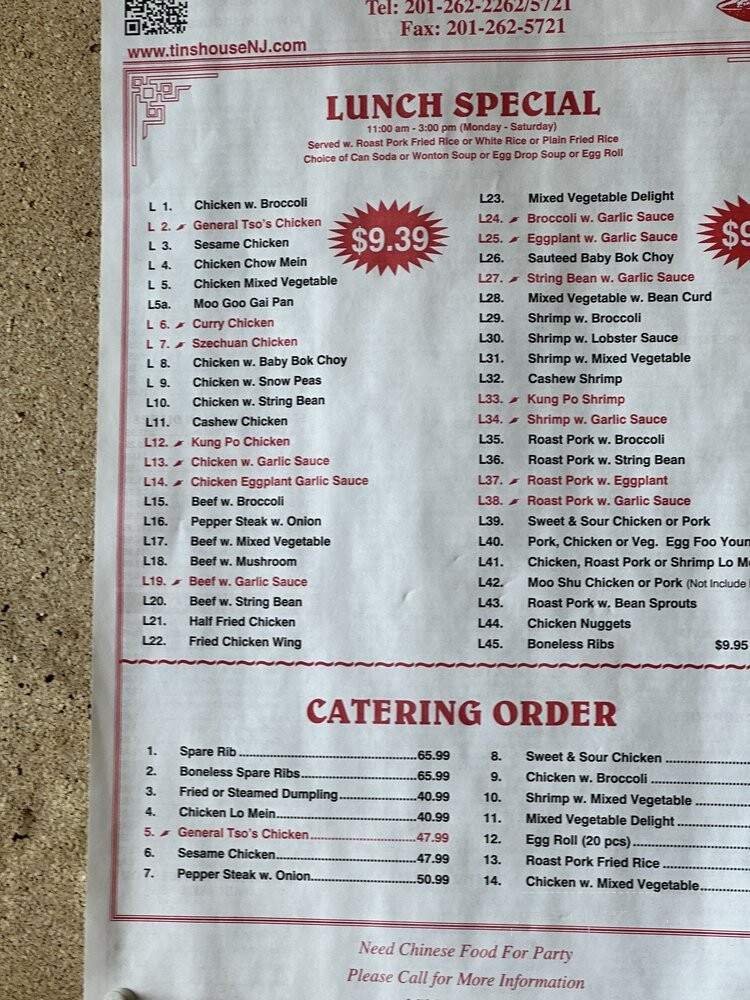 Tel: 201-262-2262/5721
Fax: 201-262-5721
www.tinshouseNJ.com
LUNCH SPECIAL
11:00 am - 3:00 pm (Monday - Saturday)
Served w. Roast Pork Fried Rice or White Rice or Plain Fried Rice
Choice of Can Soda or Wonton Soup or Egg Drop Soup or Egg Roll
$9.39
L 1. Chicken w. Broccoli
L 2. General Tso's Chicken
L 3. Sesame Chicken
L 4. Chicken Chow Mein
L 5. Chicken Mixed Vegetable
L5a. Moo Goo Gai Pan
L 6. Curry Chicken
L 7. Szechuan Chicken
L 8. Chicken w. Baby Bok Choy
L 9. Chicken w. Snow Peas
L10. Chicken w. String Bean
L11. Cashew Chicken
L12. Kung Po Chicken
L13. Chicken w. Garlic Sauce
L14. Chicken Eggplant Garlic Sauce
L15. Beef w. Broccoli
L16. Pepper Steak w. Onion
L17. Beef w. Mixed Vegetable
L18. Beef w. Mushroom
L19. Beef w. Garlic Sauce
L20. Beef w. String Bean
L21. Half Fried Chicken
L22. Fried Chicken Wing
$9
L23. Mixed Vegetable Delight
L24. Broccoli w. Garlic Sauce
L25. Eggplant w. Garlic Sauce
L26. Sauteed Baby Bok Choy
L27. String Bean w. Garlic Sauce
L28. Mixed Vegetable w. Bean Curd
L29. Shrimp w. Broccoli
L30. Shrimp w. Lobster Sauce
L31. Shrimp w. Mixed Vegetable
L32. Cashew Shrimp
L33. Kung Po Shrimp
L34. Shrimp w. Garlic Sauce
L35. Roast Pork w. Broccoli
L36. Roast Pork w. String Bean
L37. Roast Pork w. Eggplant
L38. Roast Pork w. Garlic Sauce
L39. Sweet & Sour Chicken or Pork
L40. Pork, Chicken or Veg. Egg Foo Youn
L41. Chicken, Roast Pork or Shrimp Lo M
L42. Moo Shu Chicken or Pork (Not Include
L43. Roast Pork w. Bean Sprouts
L44. Chicken Nuggets
L45. Boneless Ribs $9.95
CATERING ORDER
1. Spare Rib ..........65.99
2. Boneless Spare Ribs..........65.99
3. Fried or Steamed Dumpling..........40.99
4. Chicken Lo Mein..........40.99
5. General Tso's Chicken..........47.99
6. Sesame Chicken..........47.99
7. Pepper Steak w. Onion..........50.99
8. Sweet & Sour Chicken ..........
9. Chicken w. Broccoli ..........
10. Shrimp w. Mixed Vegetable ..........
11. Mixed Vegetable Delight ..........
12. Egg Roll (20 pcs)..........
13. Roast Pork Fried Rice ..........
14. Chicken w. Mixed Vegetable..........
Need Chinese Food For Party
Please Call for More Information